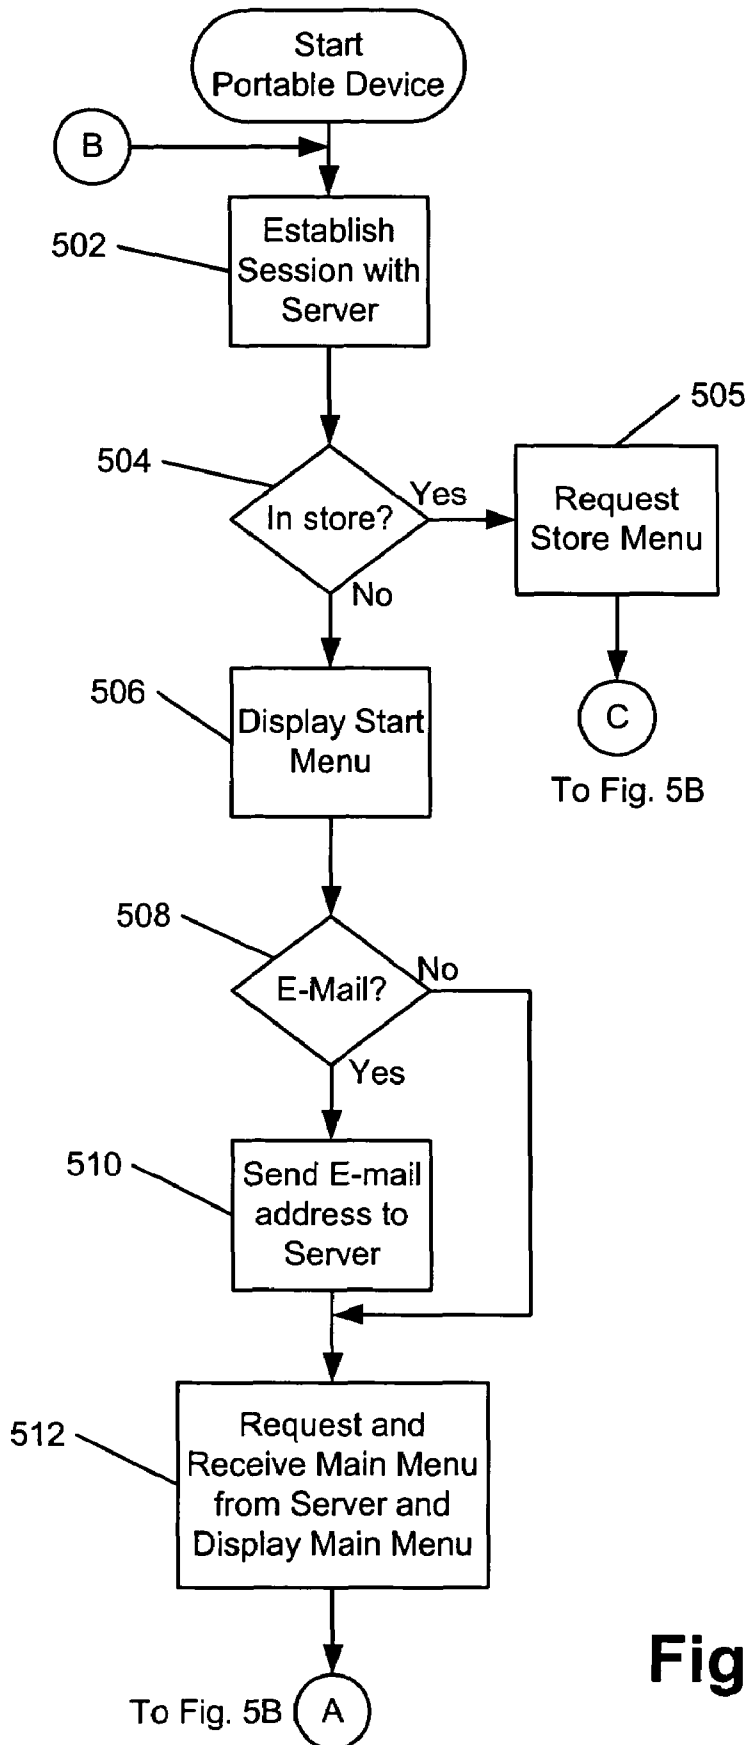 Start
Portable Device
B
502
Establish
Session with
Server
504
In store?
Yes
No
505
Request
Store Menu
C
To Fig. 5B
506
Display Start
Menu
508
E-Mail?
No
Yes
510
Send E-mail
address to
Server
512
Request and
Receive Main Menu
from Server and
Display Main Menu
To Fig. 5B
A
Fig